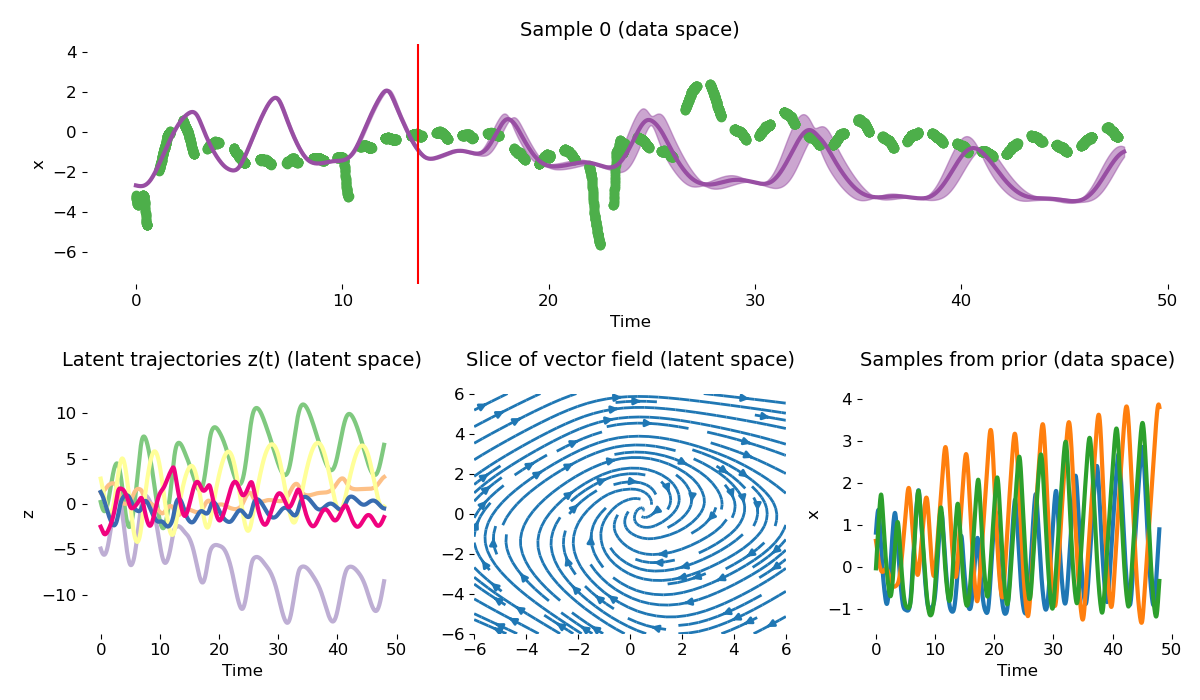 Sample 0 (data space)
4
2
0
−2
−4
−6
x
0 10 20 30 40 50
Time
Latent trajectories z(t) (latent space)
10
5
0
−5
−10
z
0 10 20 30 40 50
Time
Slice of vector field (latent space)
6
4
2
0
−2
−4
−6
−6 −4 −2 0 2 4 6
Samples from prior (data space)
4
3
2
1
0
−1
x
0 10 20 30 40 50
Time